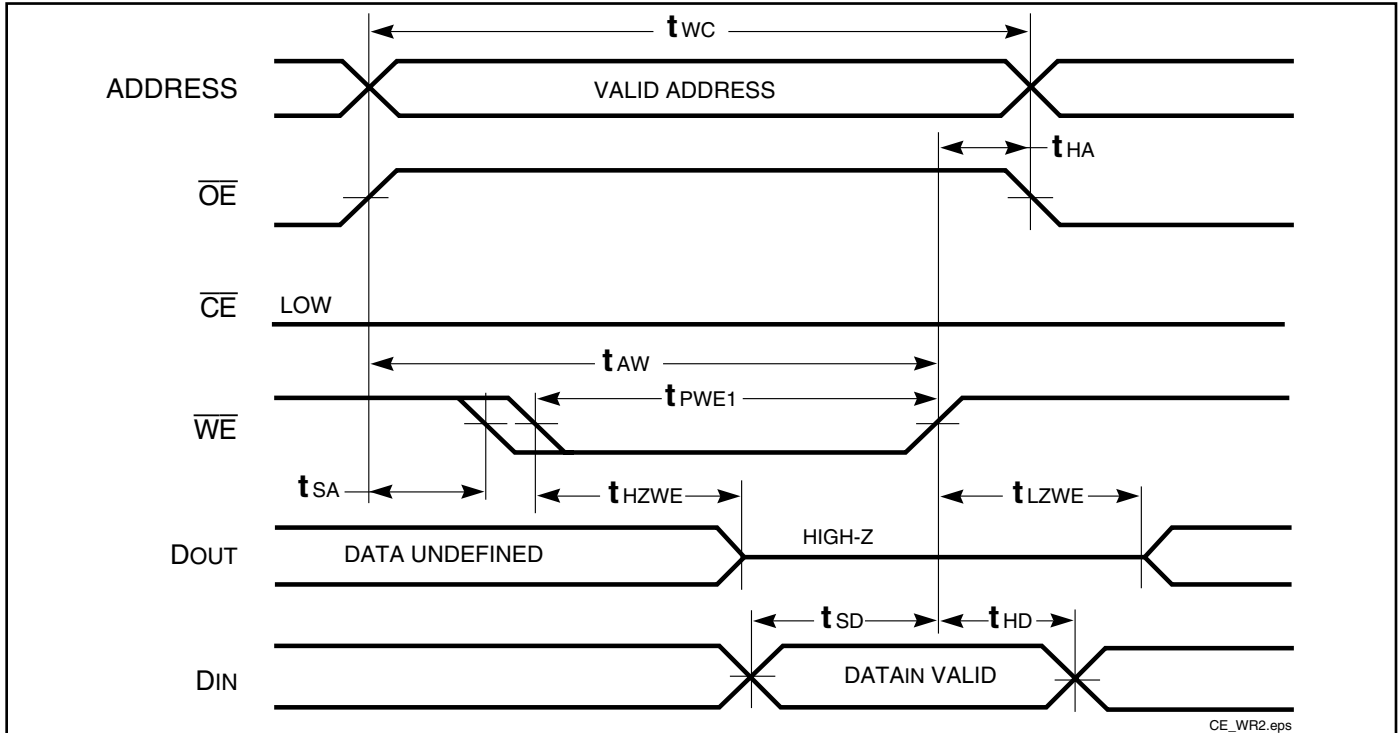 tWC
ADDRESS
VALID ADDRESS
tHA
OE
CE
LOW
tAW
tPWE1
WE
tSA
tHZWE
tLZWE
DOUT
DATA UNDEFINED
HIGH-Z
tSD
tHD
DIN
DATAIN VALID
CE_WR2.eps